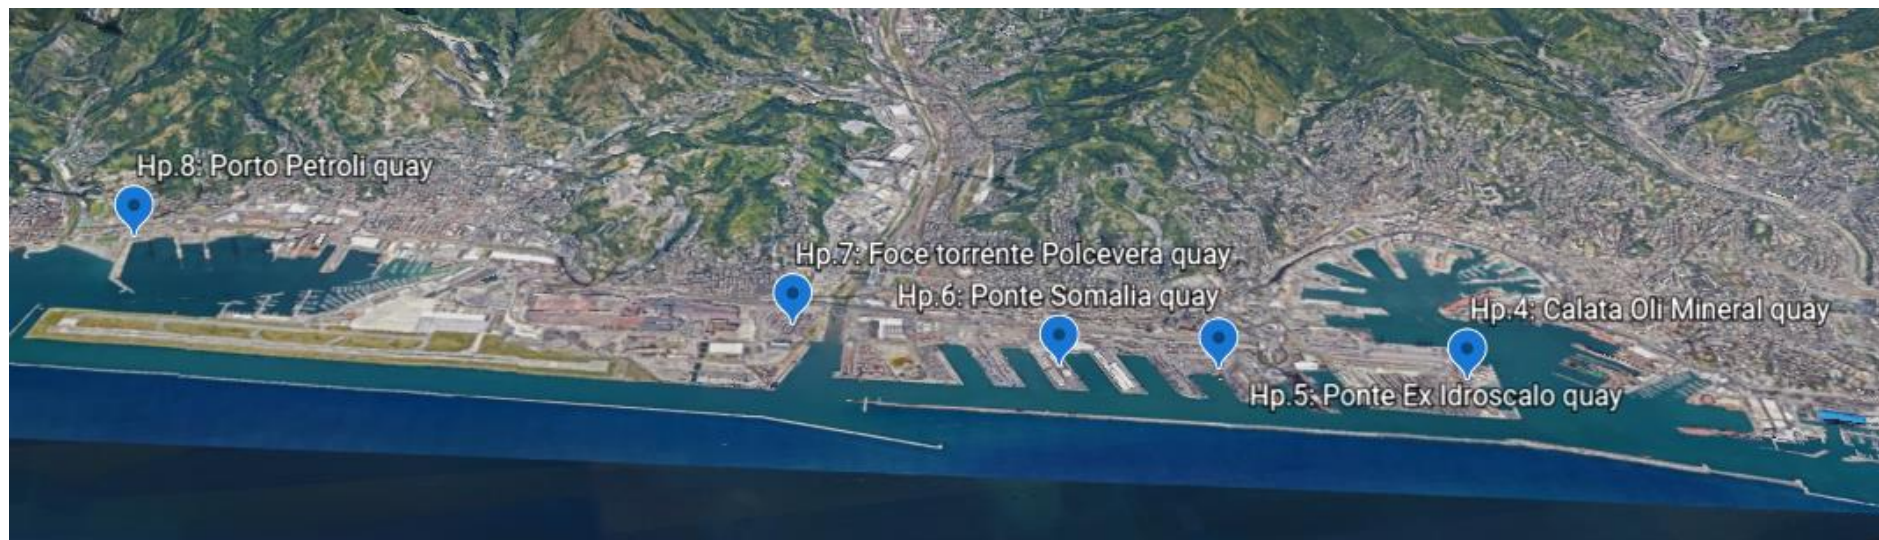 Hp.8: Porto Petroli quay
Hp.7: Foce torrente Polcevera quay
Hp.6: Ponte Somalia quay
Hp.4: Calata Oli Mineral quay
Hp.5: Ponte Ex Idroscalo quay